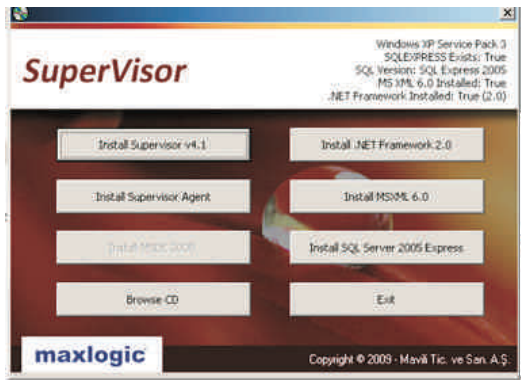 SuperVisor
Windows XP Service Pack 3
SQLEXPRESS Exists: True
SQL Version: SQL Express 2005
MS XML 6.0 Installed: True
.NET Framework Installed: True (2.0)
Install Supervisor v4.1
Install .NET Framework 2.0
Install Supervisor Agent
Install MSXML 6.0
Install MSDE 2000
Install SQL Server 2005 Express
Browse CD
Exit
maxlogic
Copyright © 2009 - Mavili Tic. ve San. A.Ş.